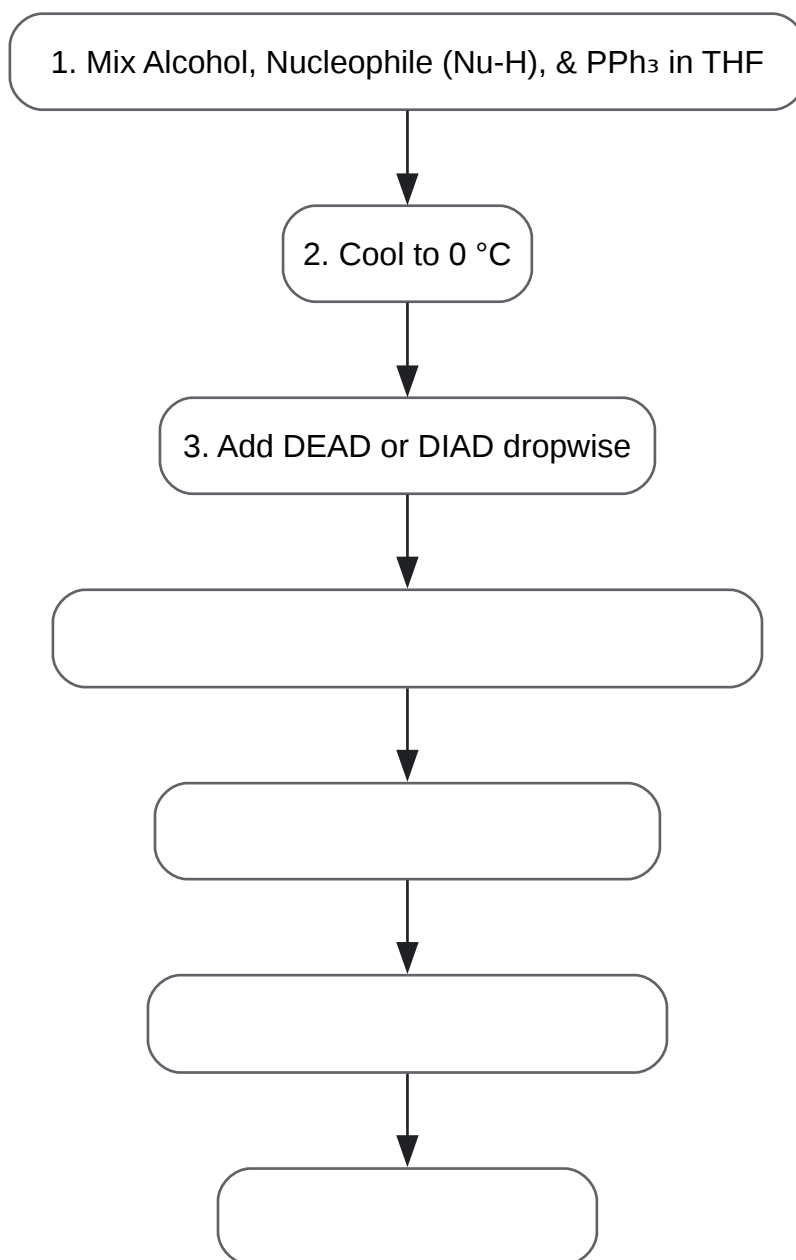 1. Mix Alcohol, Nucleophile (Nu-H), & PPh₃ in THF
2. Cool to 0 °C
3. Add DEAD or DIAD dropwise